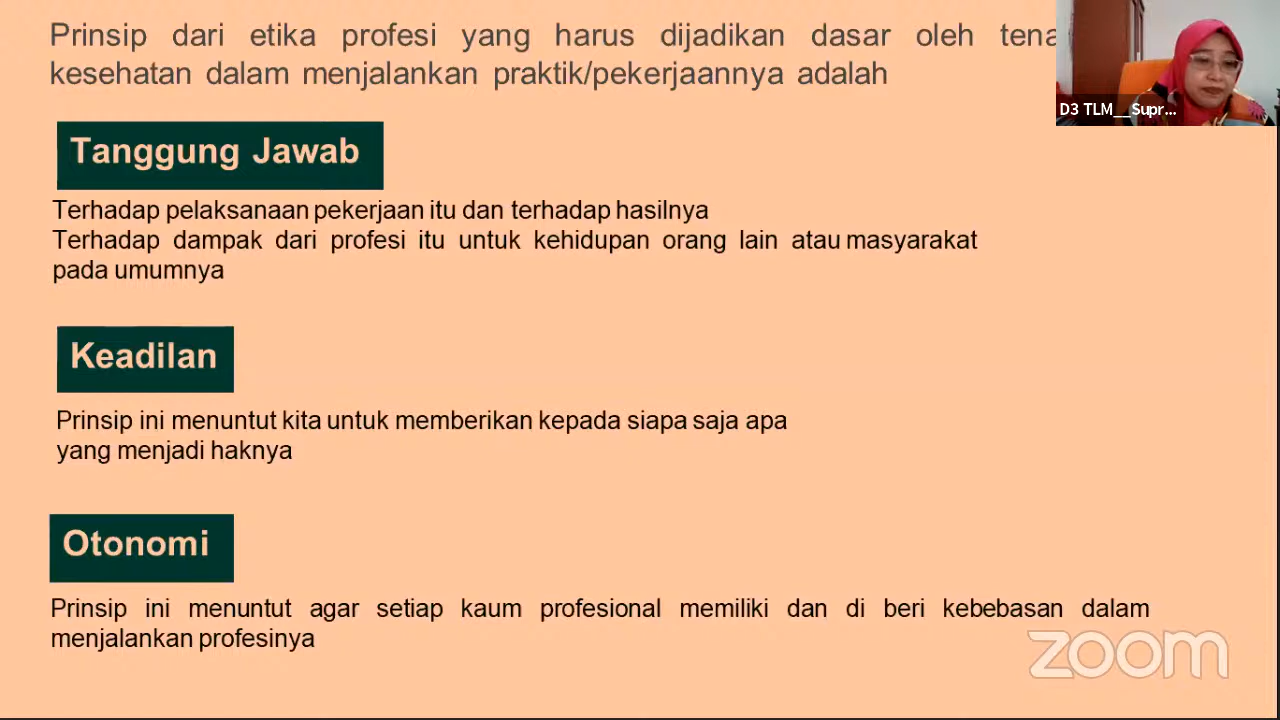 Prinsip dari etika profesi yang harus dijadikan dasar oleh
kesehatan dalam menjalankan praktik/pekerjaannya adalah
D3 TLM__Supr...
Tanggung Jawab
Terhadap pelaksanaan pekerjaan itu dan terhadap hasilnya
Terhadap dampak dari profesi itu untuk kehidupan orang lain atau masyarakat
pada umumnya
Keadilan
Prinsip ini menuntut kita untuk memberikan kepada siapa saja apa
yang menjadi haknya
Otonomi
Prinsip ini menuntut agar setiap kaum profesional memiliki dan di beri kebebasan dalam
menjalankan profesinya
zoom